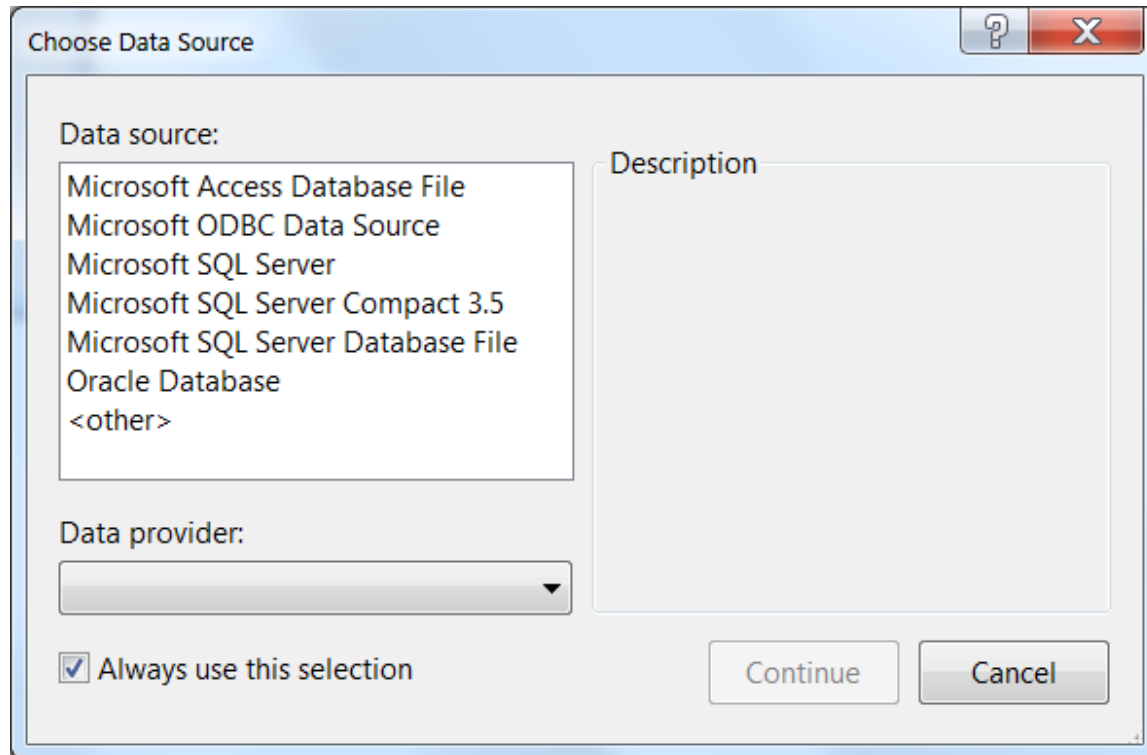 Choose Data Source
?
Data source:
Microsoft Access Database File
Microsoft ODBC Data Source
Microsoft SQL Server
Microsoft SQL Server Compact 3.5
Microsoft SQL Server Database File
Oracle Database
<other>
Description
Data provider:
Always use this selection
Continue
Cancel